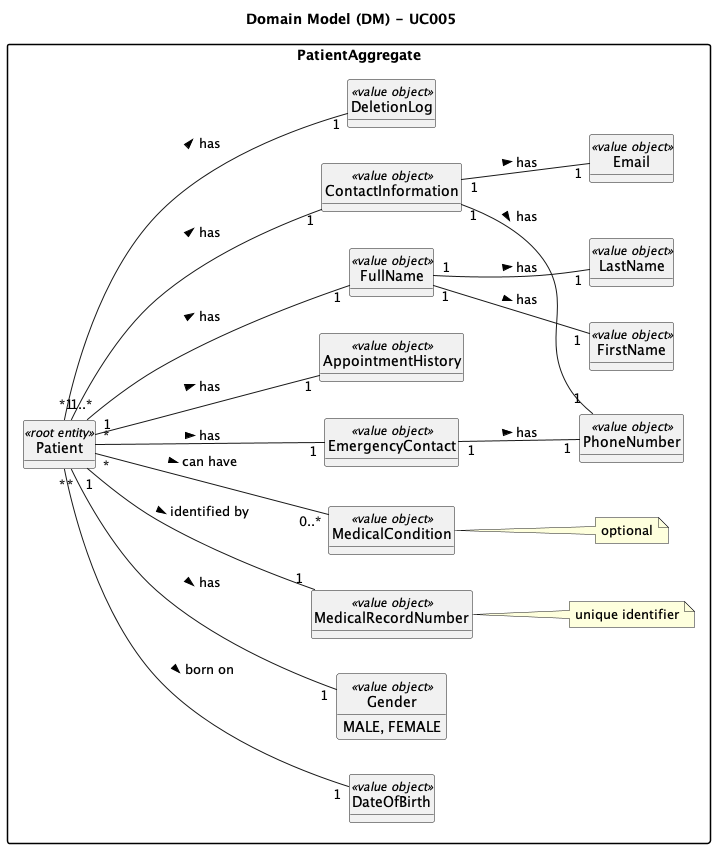 Domain Model (DM) - UC005
PatientAggregate
«value object»
DeletionLog
1
has
«value object»
ContactInformation
1
has
1
has
1
«value object»
Email
1
has
«value object»
FullName
1
has
1
has
1
«value object»
LastName
1
has
1
«value object»
FirstName
«value object»
AppointmentHistory
1
has
1
«root entity»
Patient
*
has
«value object»
EmergencyContact
1
1
has
1
1
«value object»
PhoneNumber
*
can have
0..*
«value object»
MedicalCondition
optional
**
1
identified by
1
«value object»
MedicalRecordNumber
unique identifier
has
1
«value object»
Gender
MALE, FEMALE
born on
1
«value object»
DateOfBirth